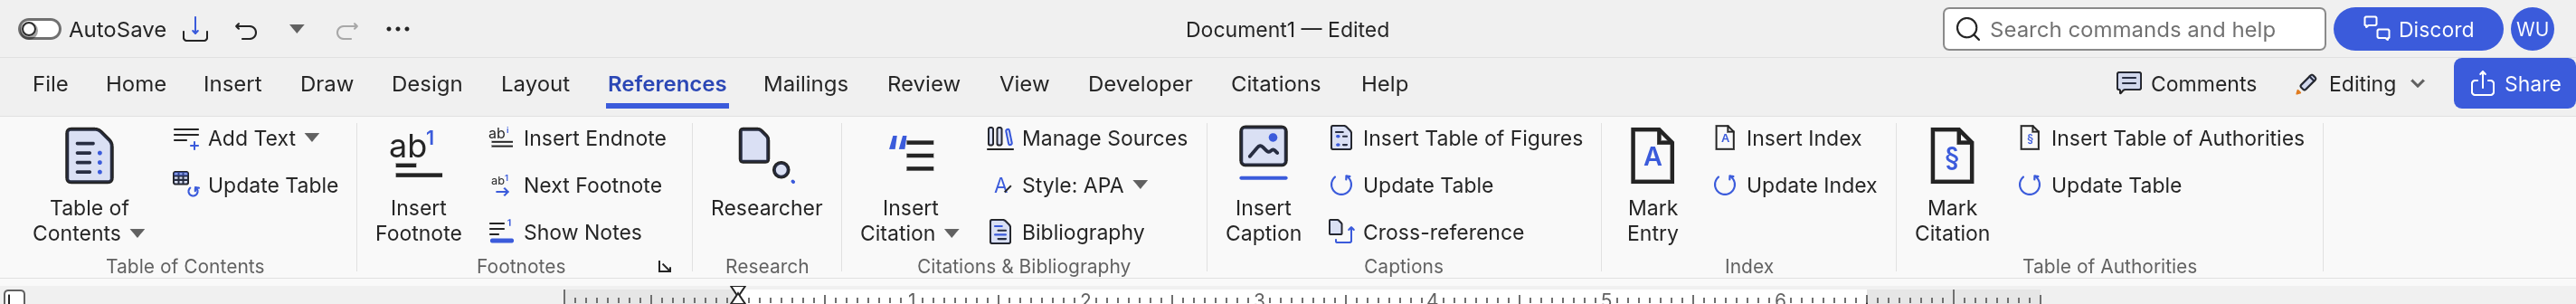 AutoSave
Document1 — Edited
Search commands and help
Discord
WU
File Home Insert Draw Design Layout References Mailings Review View Developer Citations Help
Comments
Editing
Share
Table of
Contents
Add Text
Update Table
Table of Contents
ab1
Insert
Footnote
Insert Endnote
Next Footnote
Show Notes
Footnotes
Researcher
Research
Insert
Citation
Manage Sources
Style: APA
Bibliography
Citations & Bibliography
Insert
Caption
Insert Table of Figures
Update Table
Cross-reference
Captions
A
Mark
Entry
Insert Index
Update Index
Index
§
Mark
Citation
Insert Table of Authorities
Update Table
Table of Authorities
1 2 3 4 5 6